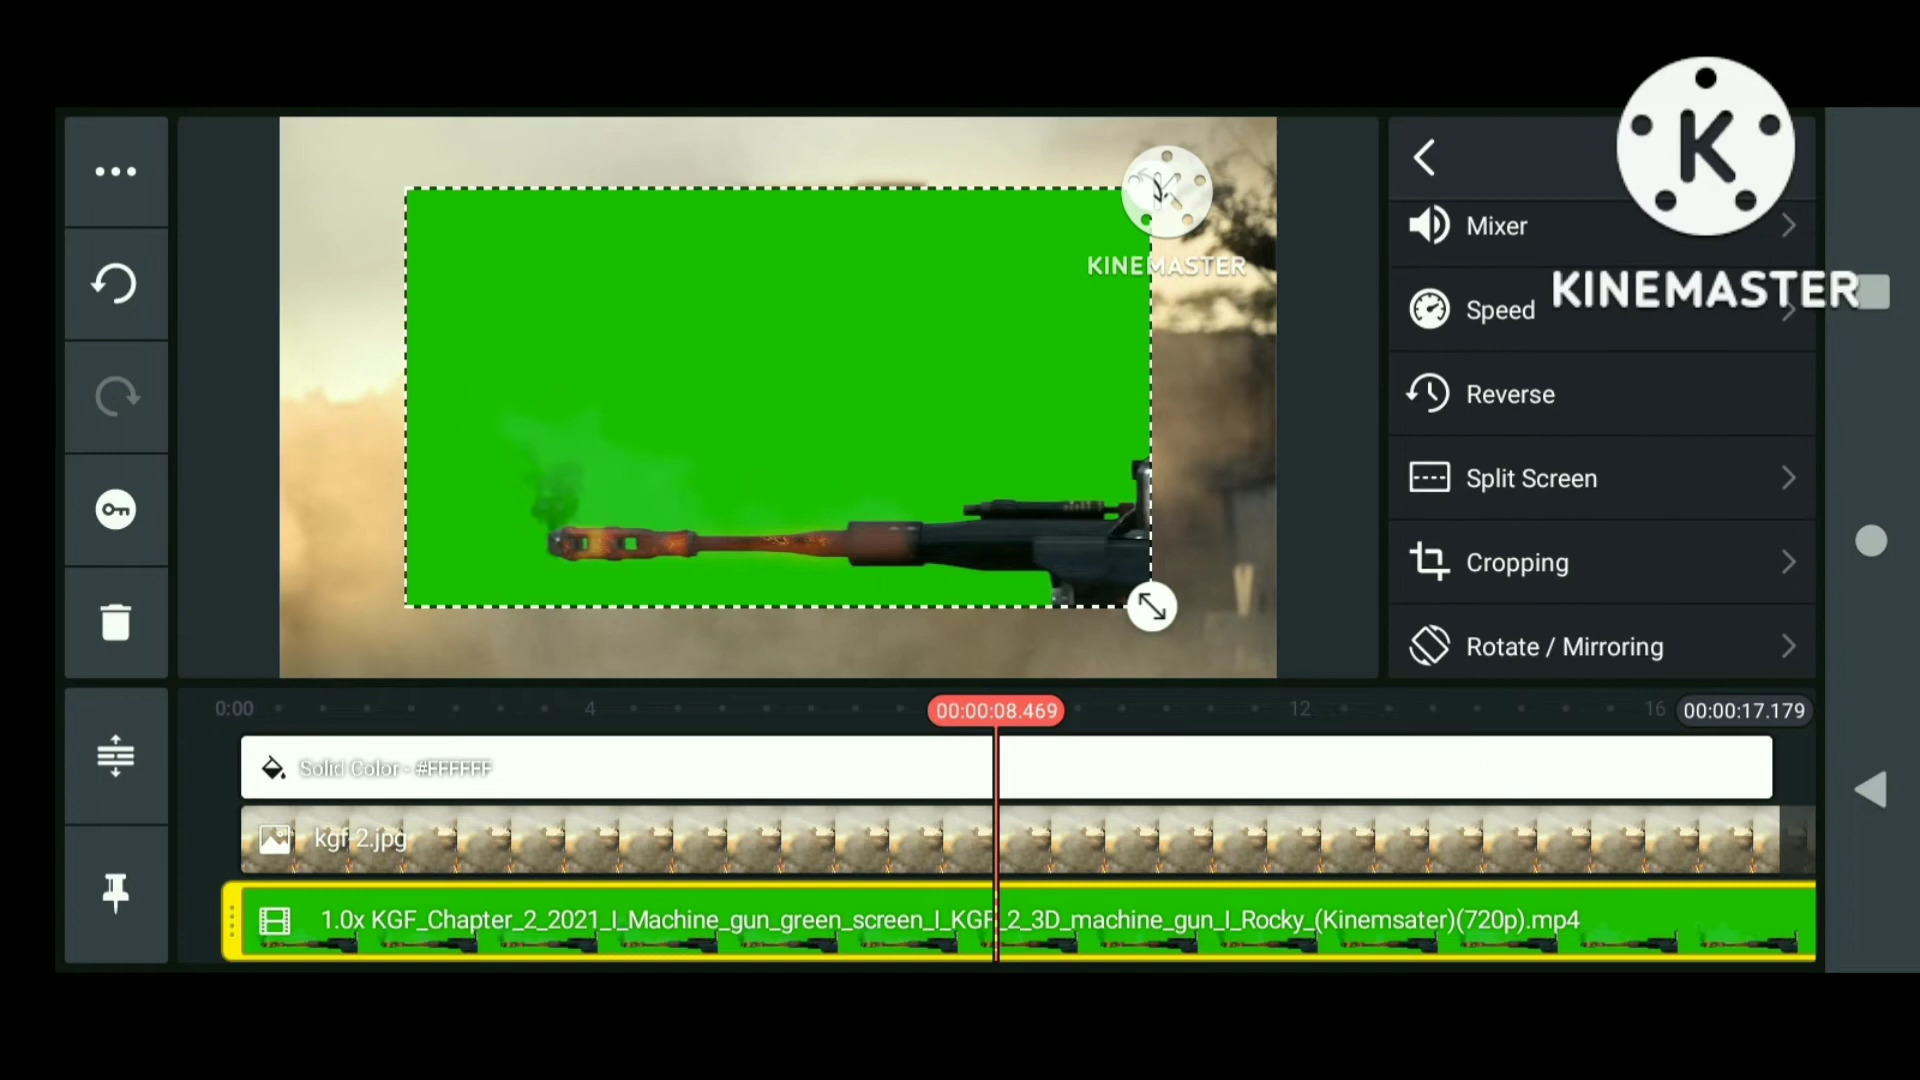 K
KINEMASTER
K
KINEMASTER
Mixer
Speed
Reverse
Split Screen
Cropping
Rotate / Mirroring
0:00
4
00:00:08.469
12
16
00:00:17.179
Solid Color - #FFFFFF
kgf-2.jpg
1.0x KGF_Chapter_2_2021_l_Machine_gun_green_screen_l_KGF_2_3D_machine_gun_l_Rocky_(Kinemsater)(720p).mp4